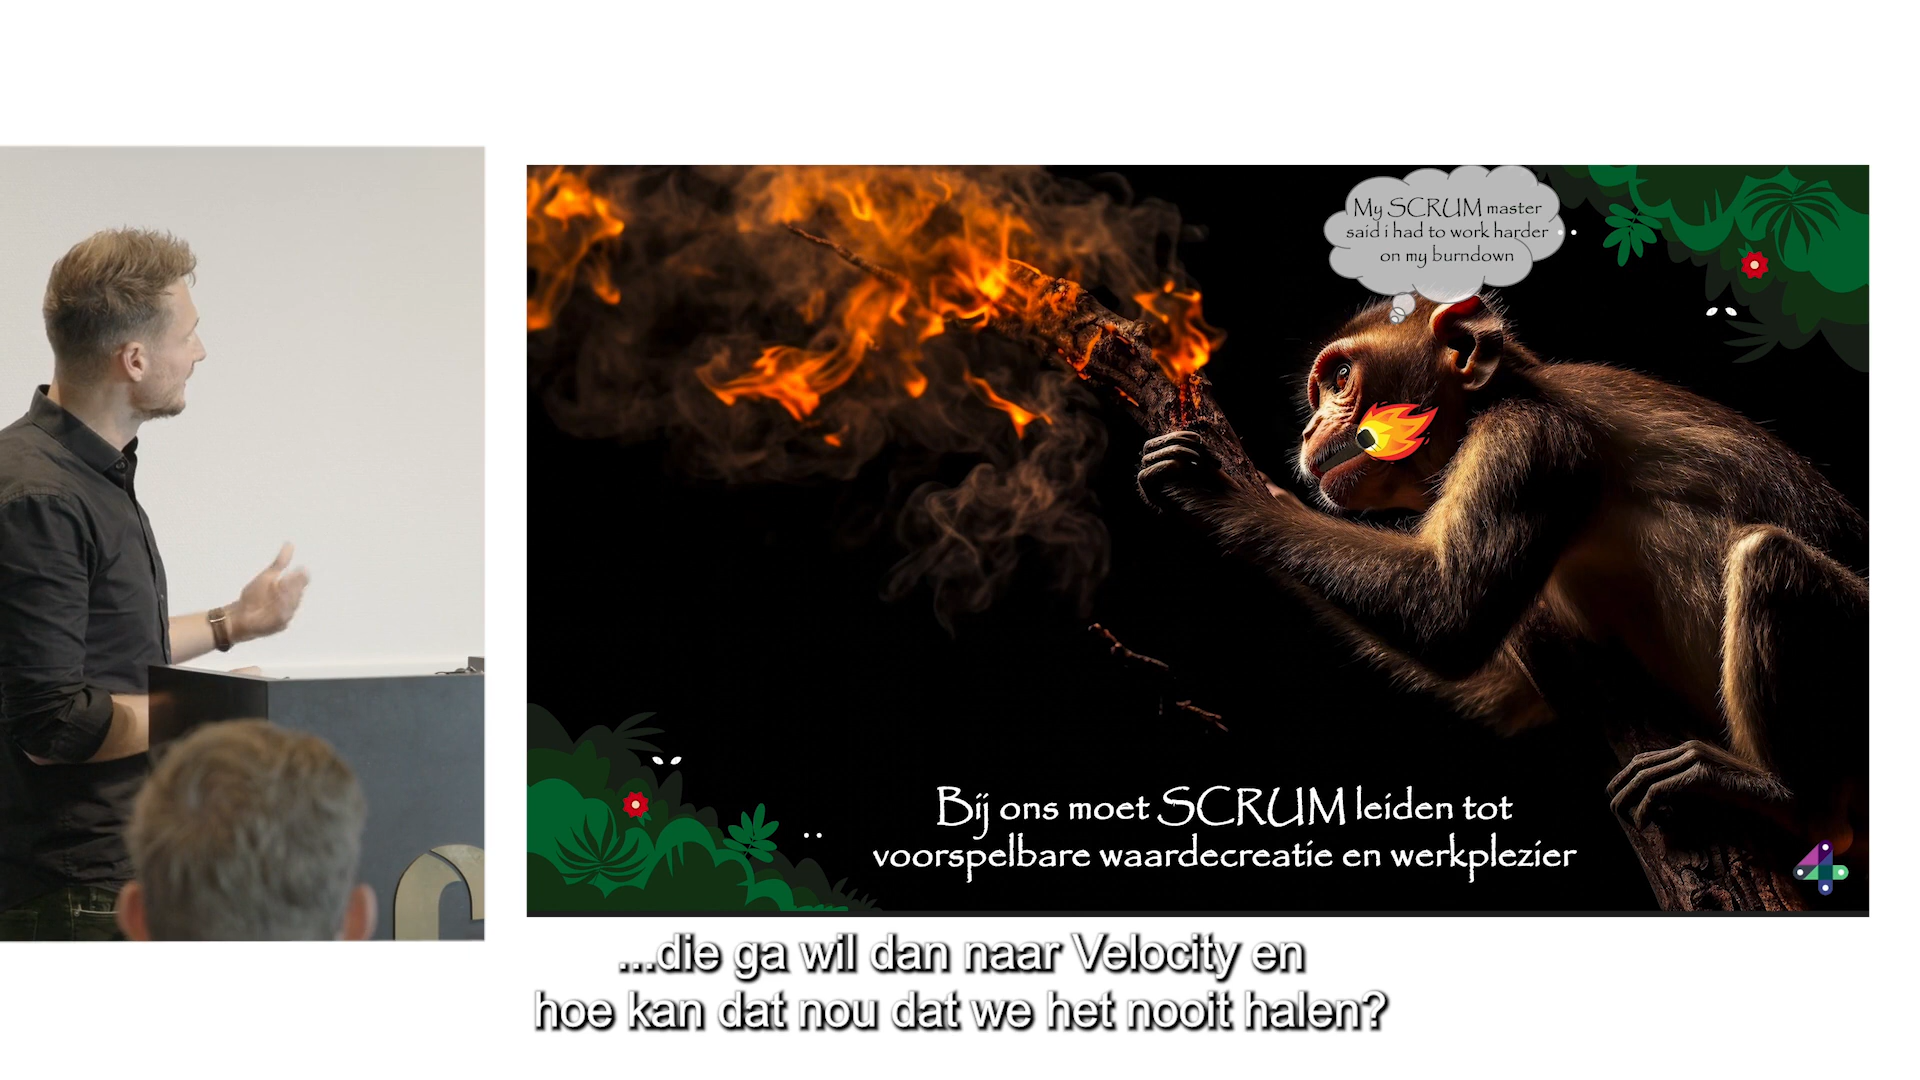 My SCRUM master
said i had to work harder
on my burndown
Bij ons moet SCRUM leiden tot
voorspelbare waardecreatie en werkplezier
...die ga wil dan naar Velocity en
hoe kan dat nou dat we het nooit halen?